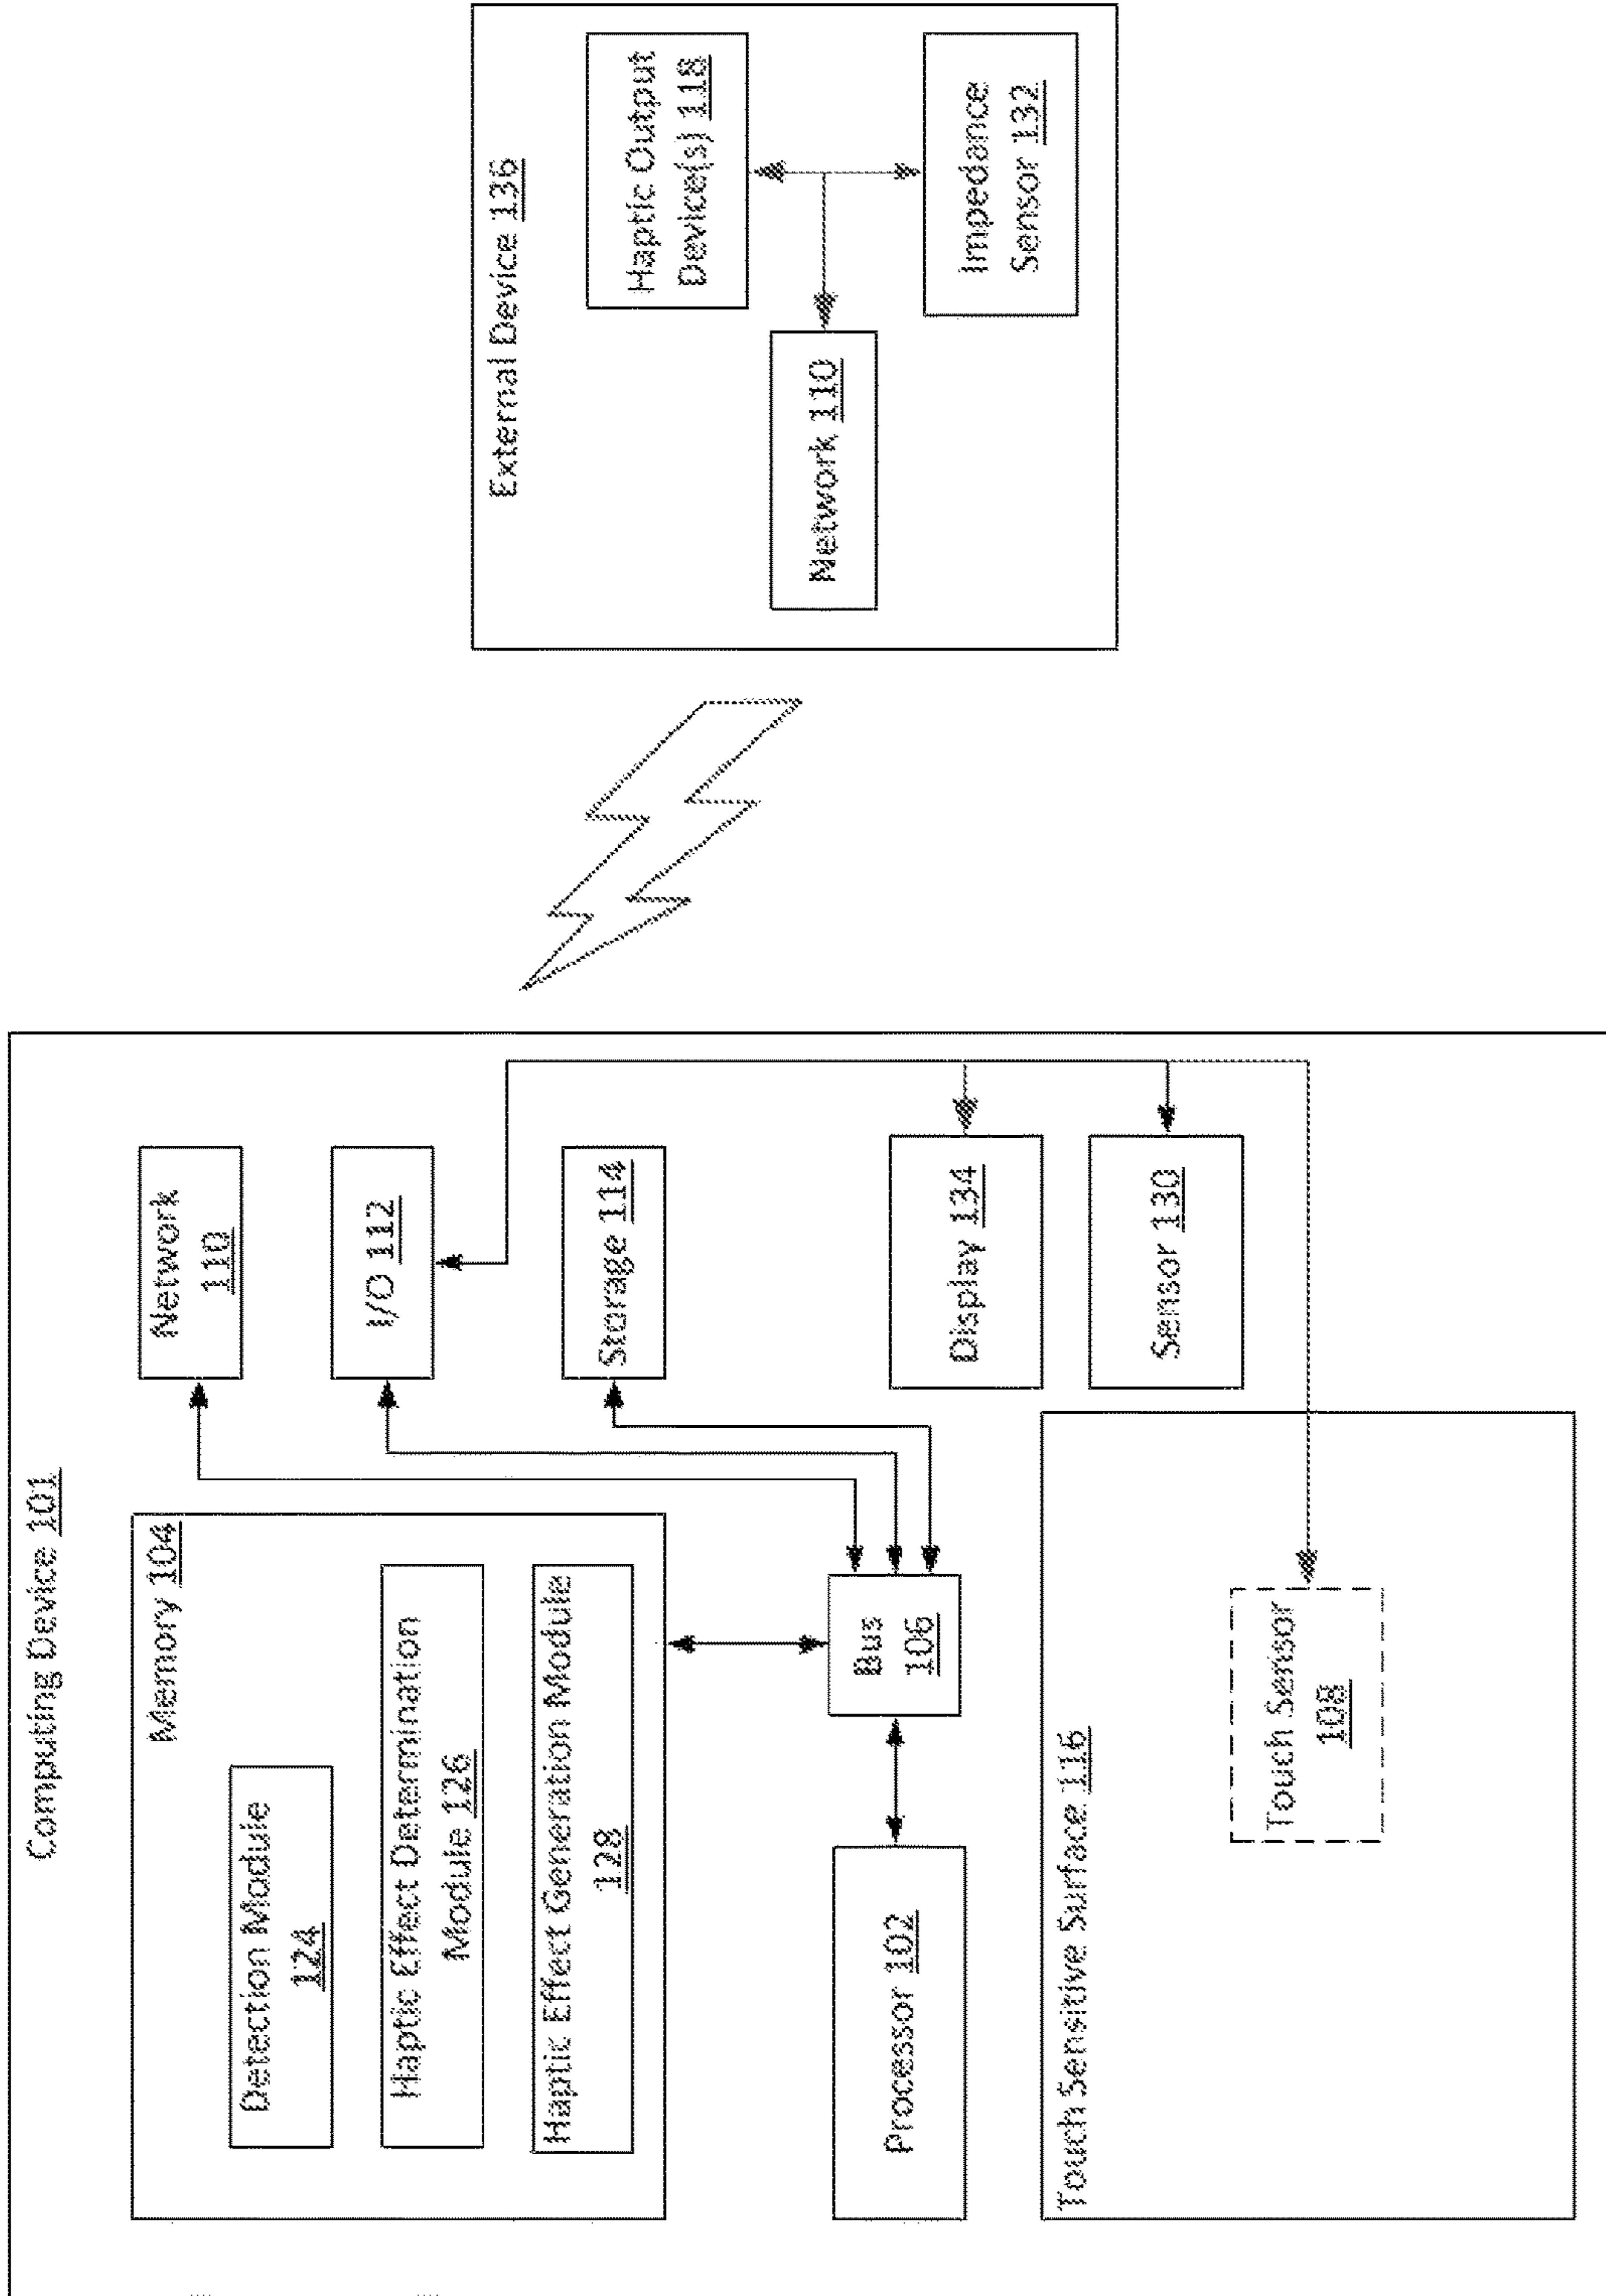 Computing Device 101
Memory 104
Detection Module
124
Haptic Effect Determination
Module 126
Haptic Effect Generation Module
128
Network
110
I/O 112
Storage 114
Processor 102
Bus
106
Display 134
Sensor 130
Touch Sensitive Surface 116
Touch Sensor
108
External Device 136
Haptic Output
Device(s) 118
Network 110
Impedance
Sensor 132